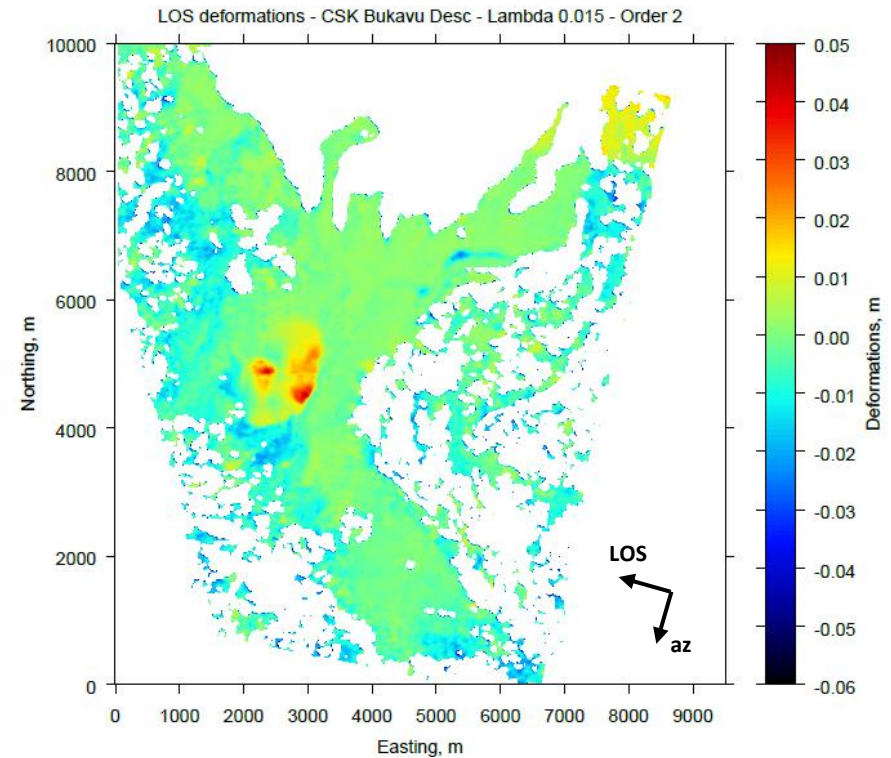 LOS deformations - CSK Bukavu Desc - Lambda 0.015 - Order 2
10000
8000
6000
4000
2000
0
Northing, m
0 1000 2000 3000 4000 5000 6000 7000 8000 9000
Easting, m
LOS
az
0.05
0.04
0.03
0.02
0.01
0.00
-0.01
-0.02
-0.03
-0.04
-0.05
-0.06
Deformations, m